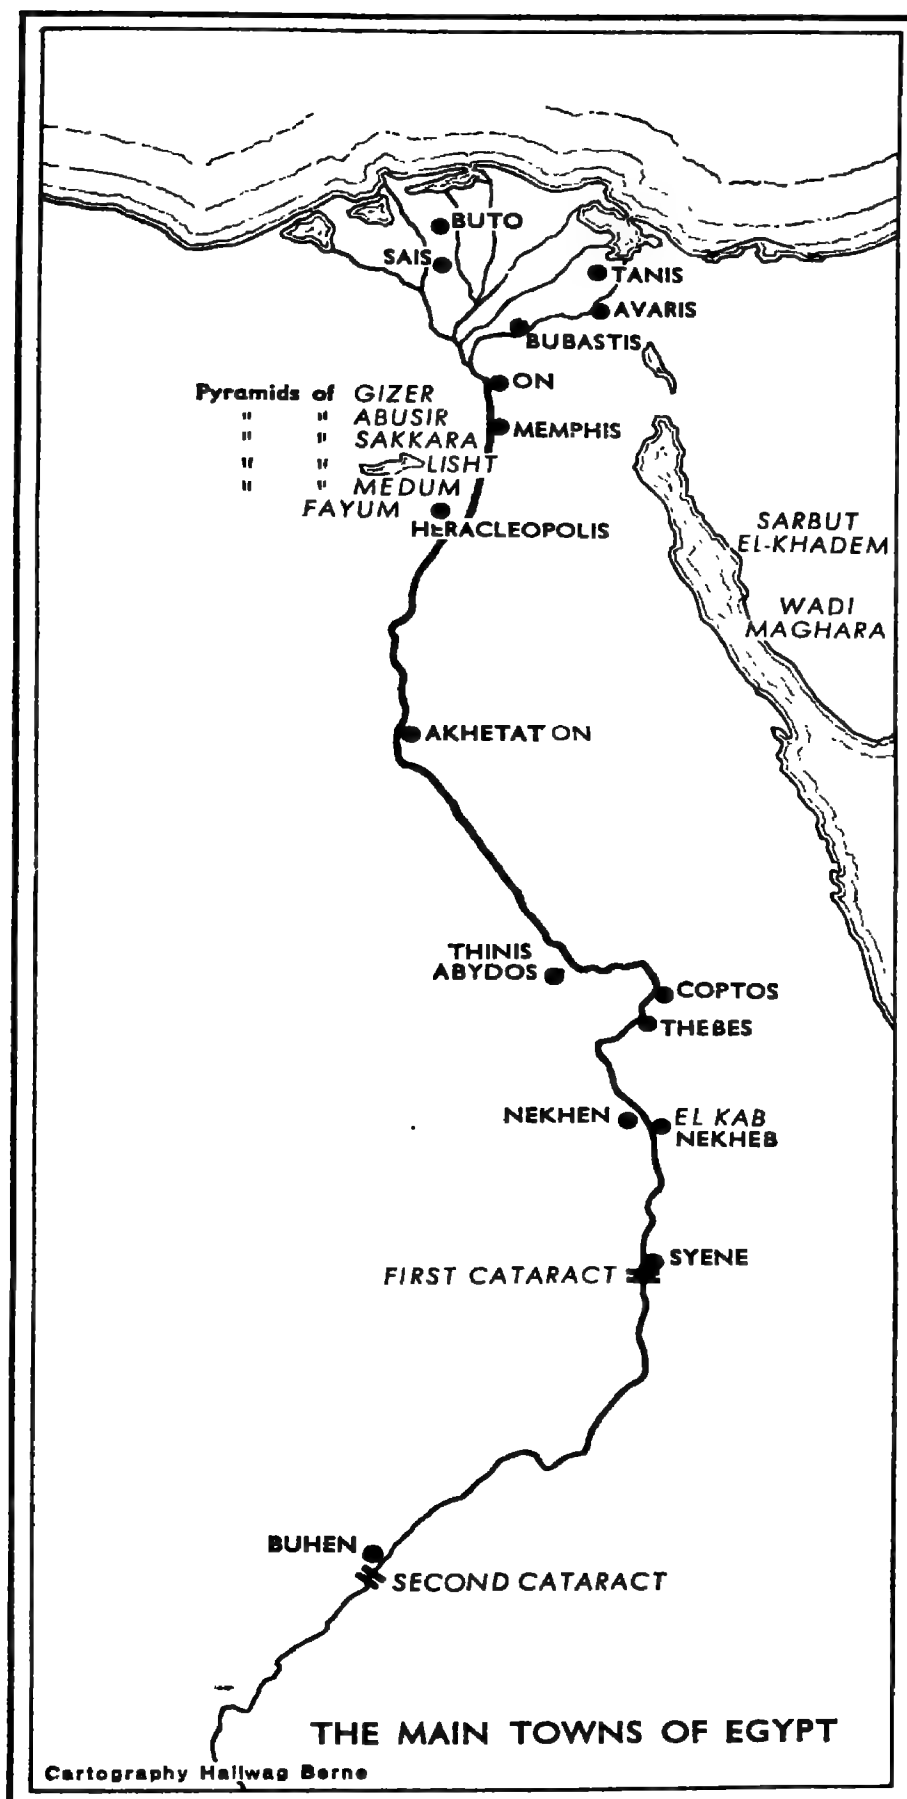 BUTO
SAIS
TANIS
AVARIS
BUBASTIS
ON
Pyramids of GIZER
" " ABUSIR
MEMPHIS
" " SAKKARA
" " LISHT
" " MEDUM
FAYUM
HERACLEOPOLIS
SARBUT
EL-KHADEM
WADI
MAGHARA
AKHETAT ON
THINIS
ABYDOS
COPTOS
THEBES
NEKHEN
EL KAB
NEKHEB
SYENE
FIRST CATARACT
BUHEN
SECOND CATARACT
THE MAIN TOWNS OF EGYPT
Cartography Hallwag Berne